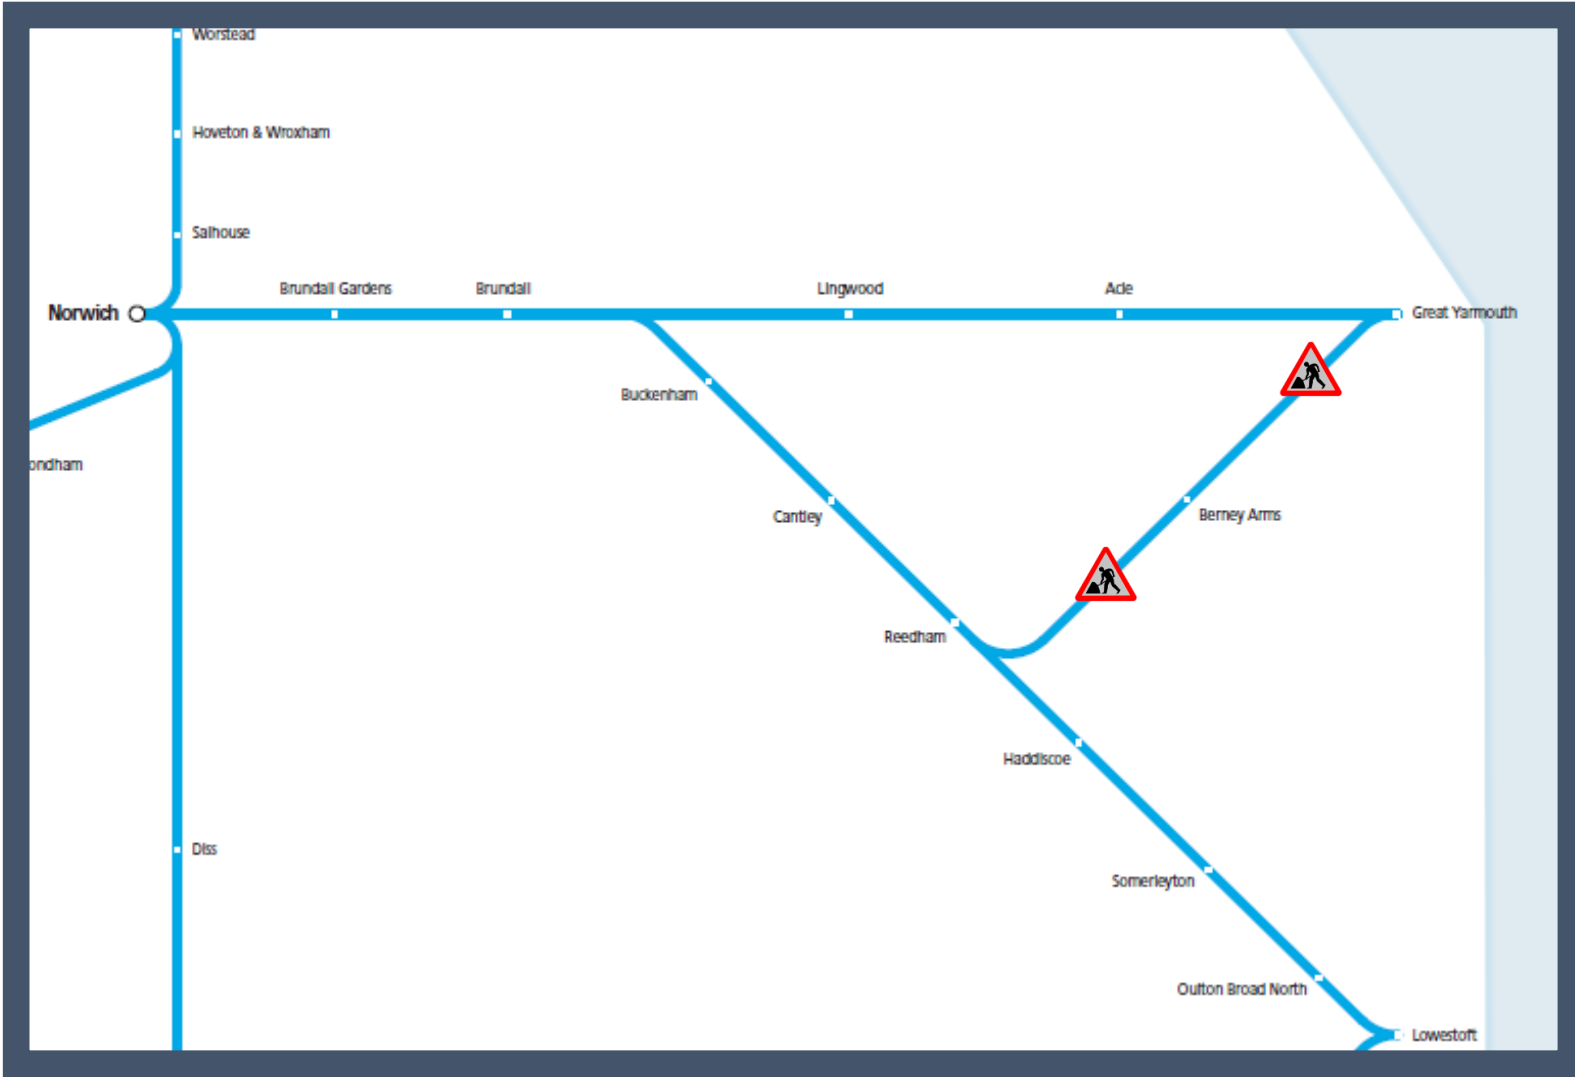 Worstead
Hoveton & Wroxham
Salhouse
Brundall Gardens
Brundall
Lingwood
Acle
Norwich
Great Yarmouth
Buckenham
ondham
Cantley
Berney Arms
Reedham
Haddiscoe
Diss
Somerleyton
Oulton Broad North
Lowestoft